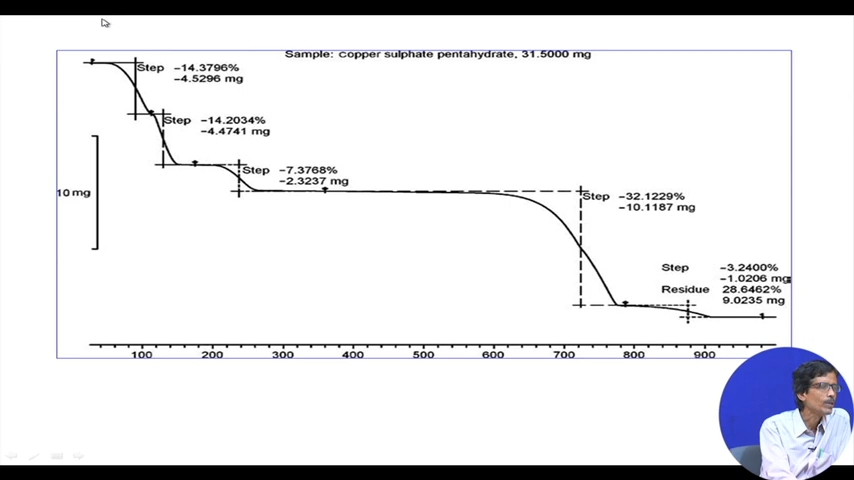 Sample: Copper sulphate pentahydrate, 31.5000 mg
Step -14.3796%
-4.5296 mg
Step -14.2034%
-4.4741 mg
Step -7.3768%
-2.3237 mg
10 mg
Step -32.1229%
-10.1187 mg
Step -3.2400%
-1.0206 mg
Residue 28.6462%
9.0235 mg
100 200 300 400 500 600 700 800 900